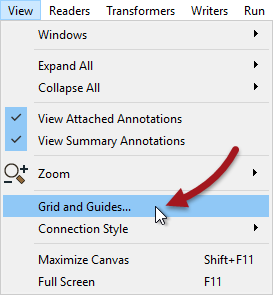 View Readers Transformers Writers Run
Windows
Expand All
Collapse All
View Attached Annotations
View Summary Annotations
Zoom
Grid and Guides...
Connection Style
Maximize Canvas Shift+F11
Full Screen F11